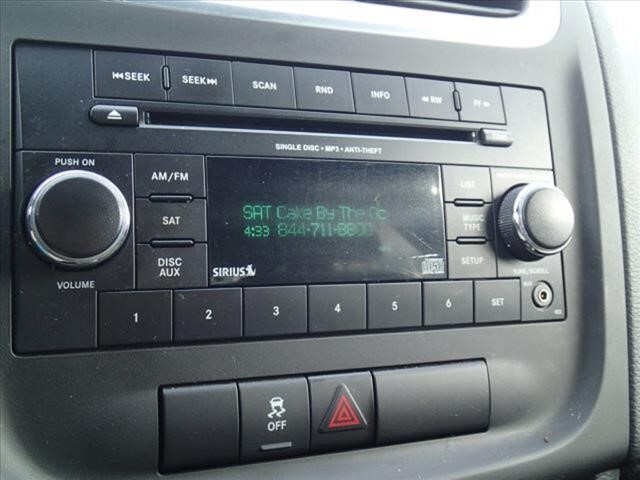 SEEK
SEEK
SCAN
RND
INFO
RW
FF
SINGLE DISC • MP3 • ANTI-THEFT
PUSH ON
VOLUME
AM/FM
SAT
DISC
AUX
SAT Cake By The Oc
4:33 844-711-8800
SIRIUS
LIST
MUSIC
TYPE
SETUP
TUNE/SCROLL
1
2
3
4
5
6
SET
AUX
OFF